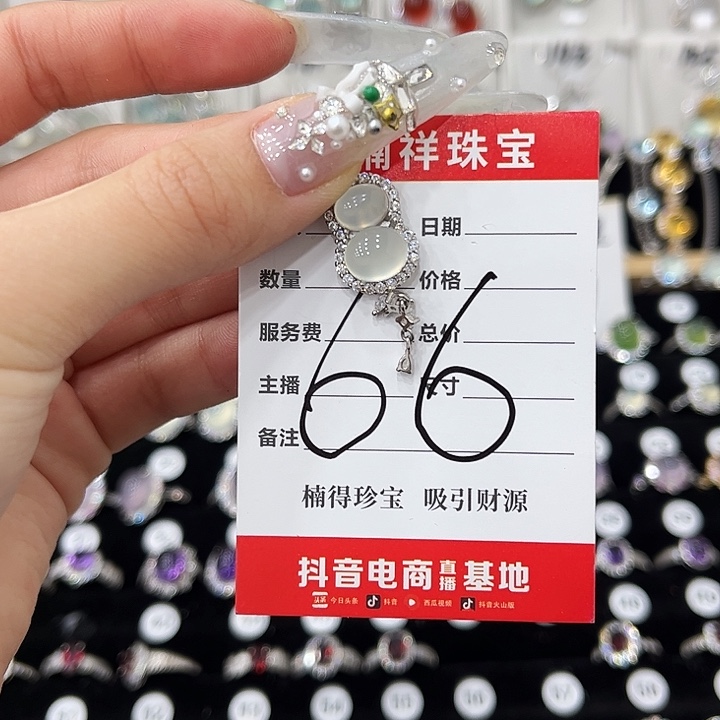 祥珠宝
日期
数量 价格
服务费 总价
主播 尺寸
备注
66
楠得珍宝 吸引财源
抖音电商直播基地
今日头条 抖音 西瓜视频 抖音火山版